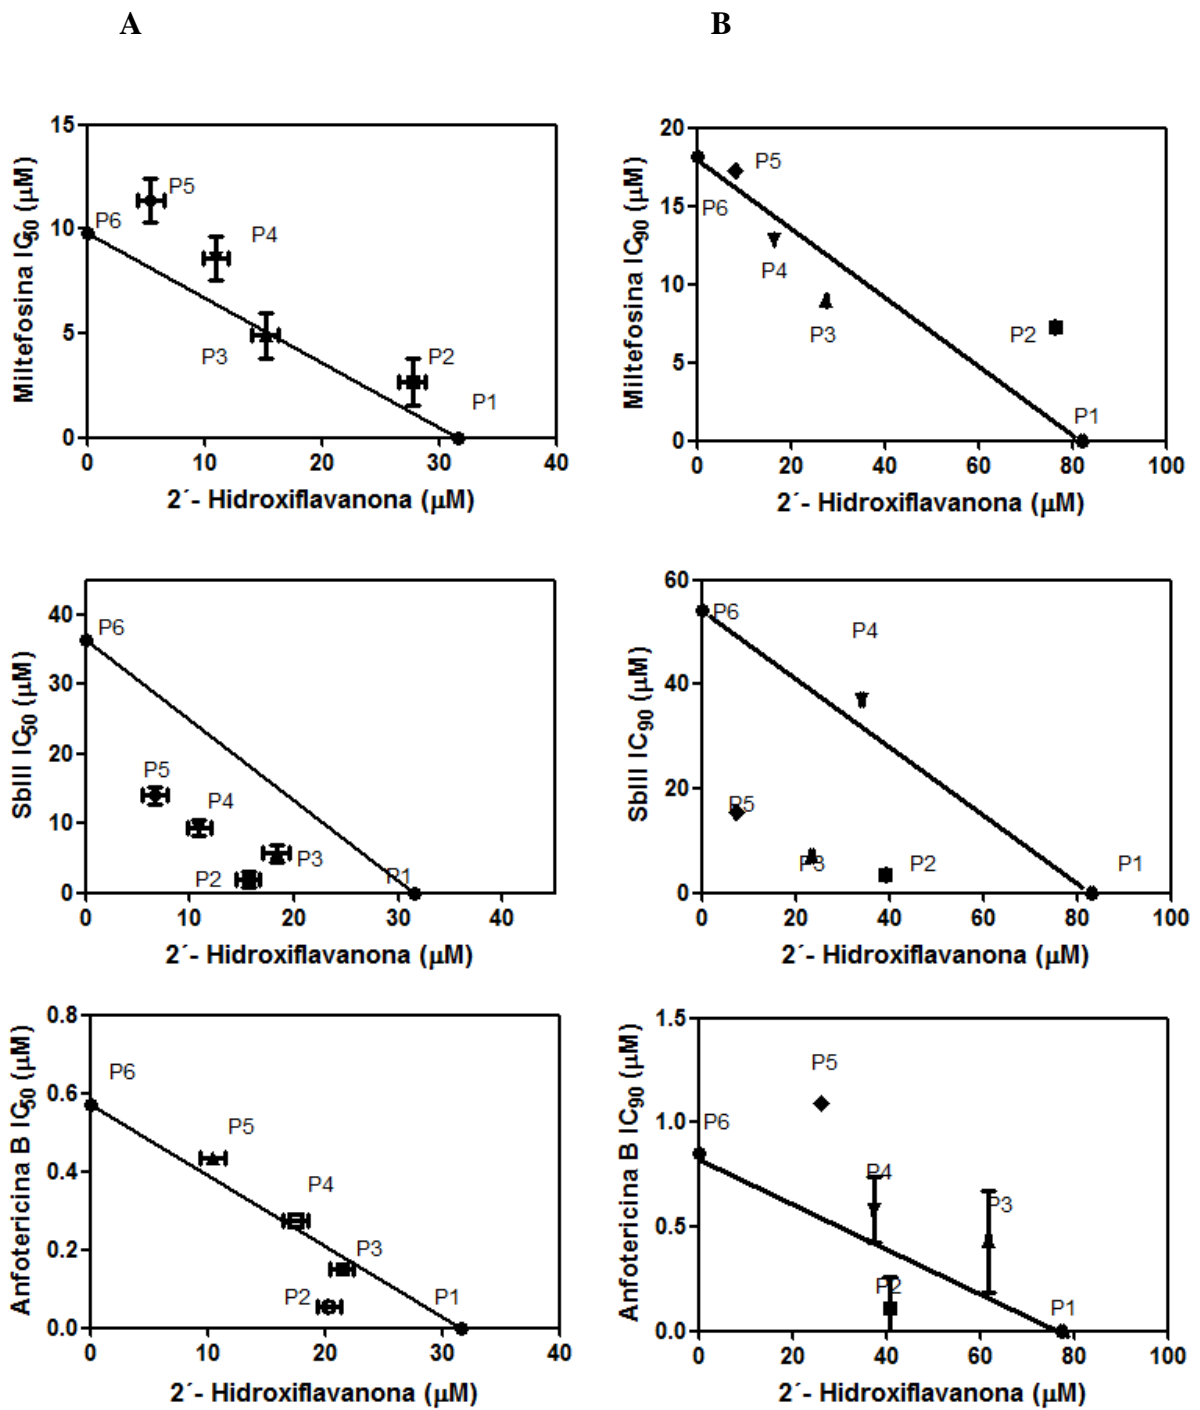 A
B
15
10
5
0
0 10 20 30 40
Miltefosina IC50 (µM)
P6
P5
P4
P3
P2
P1
2´- Hidroxiflavanona (µM)
20
15
10
5
0
0 20 40 60 80 100
Miltefosina IC90 (µM)
P5
P6
P4
P3
P2
P1
2´- Hidroxiflavanona (µM)
40
30
20
10
0
0 10 20 30 40
SbIII IC50 (µM)
P6
P5
P4
P3
P2
P1
2´- Hidroxiflavanona (µM)
60
40
20
0
0 20 40 60 80 100
SbIII IC90 (µM)
P6
P4
P5
P3
P2
P1
2´- Hidroxiflavanona (µM)
0.8
0.6
0.4
0.2
0.0
0 10 20 30 40
Anfotericina B IC50 (µM)
P6
P5
P4
P3
P2
P1
2´- Hidroxiflavanona (µM)
1.5
1.0
0.5
0.0
0 20 40 60 80 100
Anfotericina B IC90 (µM)
P5
P6
P4
P3
P2
P1
2´- Hidroxiflavanona (µM)